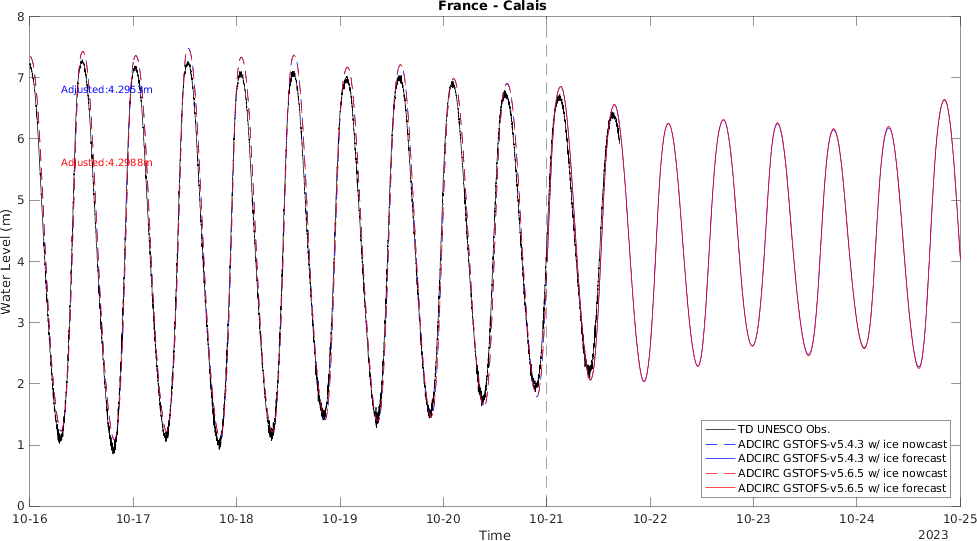 France - Calais
8
7
6
5
4
3
2
1
0
Water Level (m)
Adjusted:4.2953m
Adjusted:4.2988m
TD UNESCO Obs.
ADCIRC GSTOFS-v5.4.3 w/ ice nowcast
ADCIRC GSTOFS-v5.4.3 w/ ice forecast
ADCIRC GSTOFS-v5.6.5 w/ ice nowcast
ADCIRC GSTOFS-v5.6.5 w/ ice forecast
10-16 10-17 10-18 10-19 10-20 10-21 10-22 10-23 10-24 10-25
Time
2023